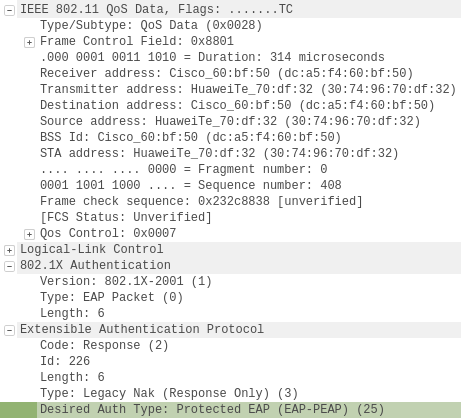 IEEE 802.11 QoS Data, Flags: .......TC
Type/Subtype: QoS Data (0x0028)
Frame Control Field: 0x8801
.000 0001 0011 1010 = Duration: 314 microseconds
Receiver address: Cisco_60:bf:50 (dc:a5:f4:60:bf:50)
Transmitter address: HuaweiTe_70:df:32 (30:74:96:70:df:32)
Destination address: Cisco_60:bf:50 (dc:a5:f4:60:bf:50)
Source address: HuaweiTe_70:df:32 (30:74:96:70:df:32)
BSS Id: Cisco_60:bf:50 (dc:a5:f4:60:bf:50)
STA address: HuaweiTe_70:df:32 (30:74:96:70:df:32)
.... .... .... 0000 = Fragment number: 0
0001 1001 1000 .... = Sequence number: 408
Frame check sequence: 0x232c8838 [unverified]
[FCS Status: Unverified]
Qos Control: 0x0007
Logical-Link Control
802.1X Authentication
Version: 802.1X-2001 (1)
Type: EAP Packet (0)
Length: 6
Extensible Authentication Protocol
Code: Response (2)
Id: 226
Length: 6
Type: Legacy Nak (Response Only) (3)
Desired Auth Type: Protected EAP (EAP-PEAP) (25)